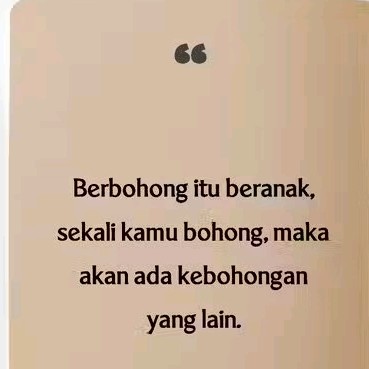 “
Berbohong itu beranak,
sekali kamu bohong, maka
akan ada kebohongan
yang lain.